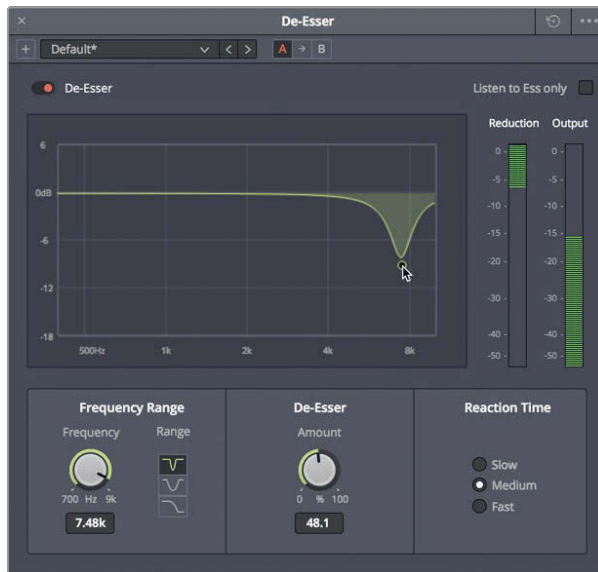 De-Esser
Default*
A
B
De-Esser
Listen to Ess only
Reduction Output
6
0dB
-6
-12
-18
500Hz 1k 2k 4k 8k
0 0
-5 -5
-10 -10
-15 -15
-20 -20
-30 -30
-40 -40
-50 -50
Frequency Range
Frequency Range
700 Hz 9k
7.48k
De-Esser
Amount
0 % 100
48.1
Reaction Time
Slow
Medium
Fast